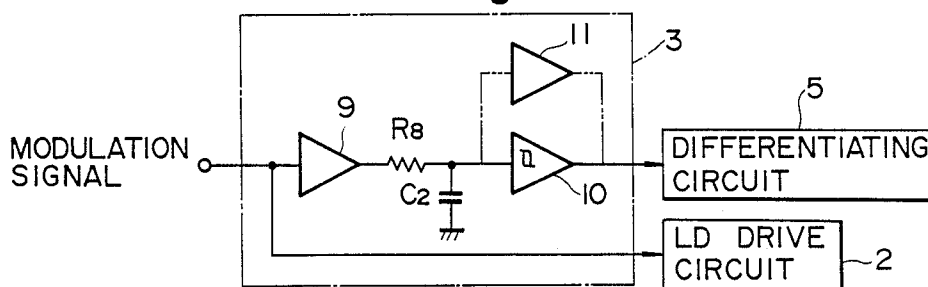 11
3
9
5
R8
MODULATION
SIGNAL
DIFFERENTIATING
CIRCUIT
C2
10
LD DRIVE
CIRCUIT
2